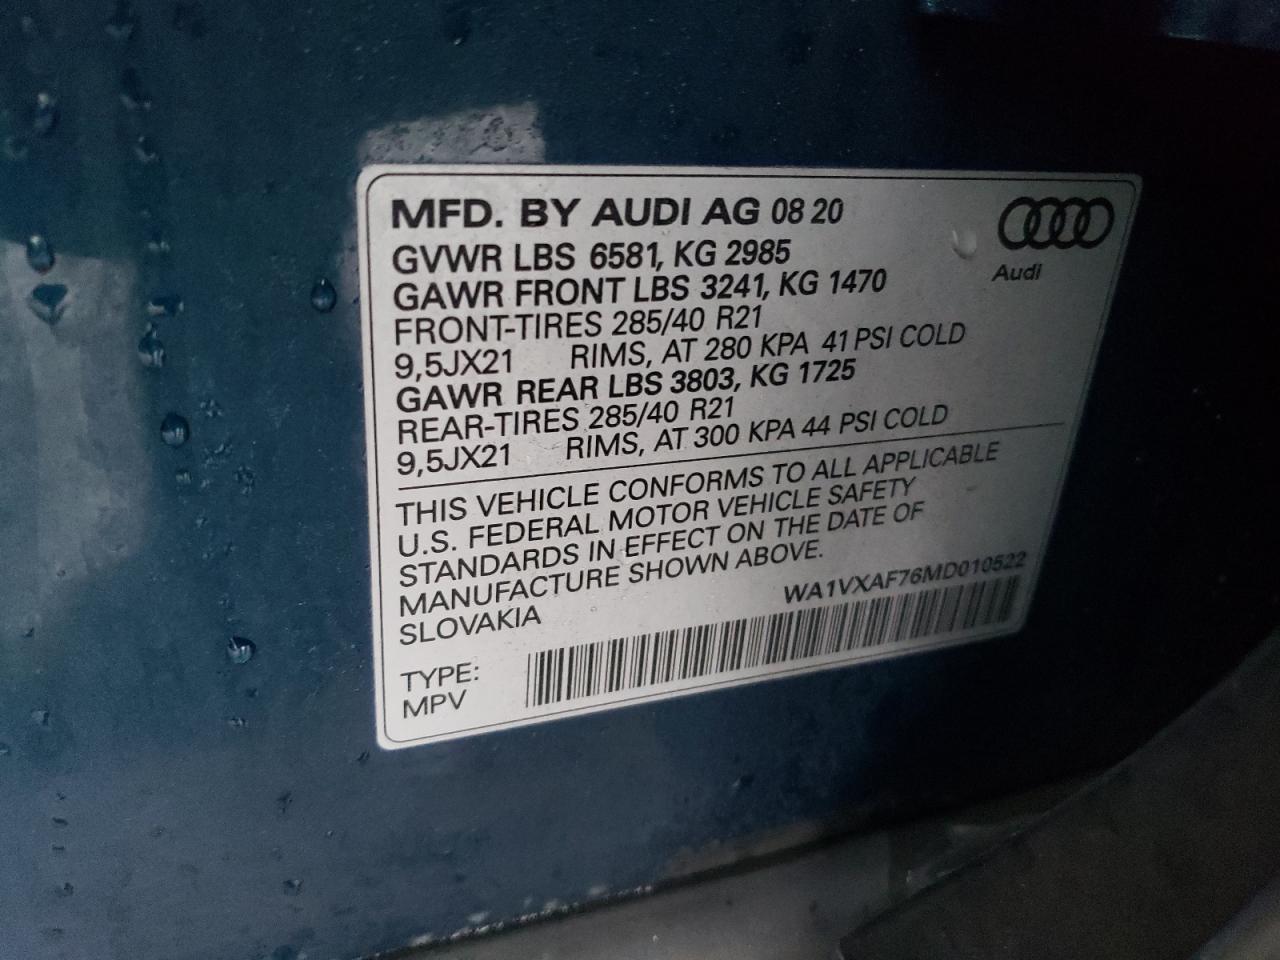 MFD. BY AUDI AG 08 20
Audi
GVWR LBS 6581, KG 2985
GAWR FRONT LBS 3241, KG 1470
FRONT-TIRES 285/40 R21
9,5JX21 RIMS, AT 280 KPA 41 PSI COLD
GAWR REAR LBS 3803, KG 1725
REAR-TIRES 285/40 R21
9,5JX21 RIMS, AT 300 KPA 44 PSI COLD
THIS VEHICLE CONFORMS TO ALL APPLICABLE
U.S. FEDERAL MOTOR VEHICLE SAFETY
STANDARDS IN EFFECT ON THE DATE OF
MANUFACTURE SHOWN ABOVE.
SLOVAKIA
WA1VXAF76MD010522
TYPE:
MPV